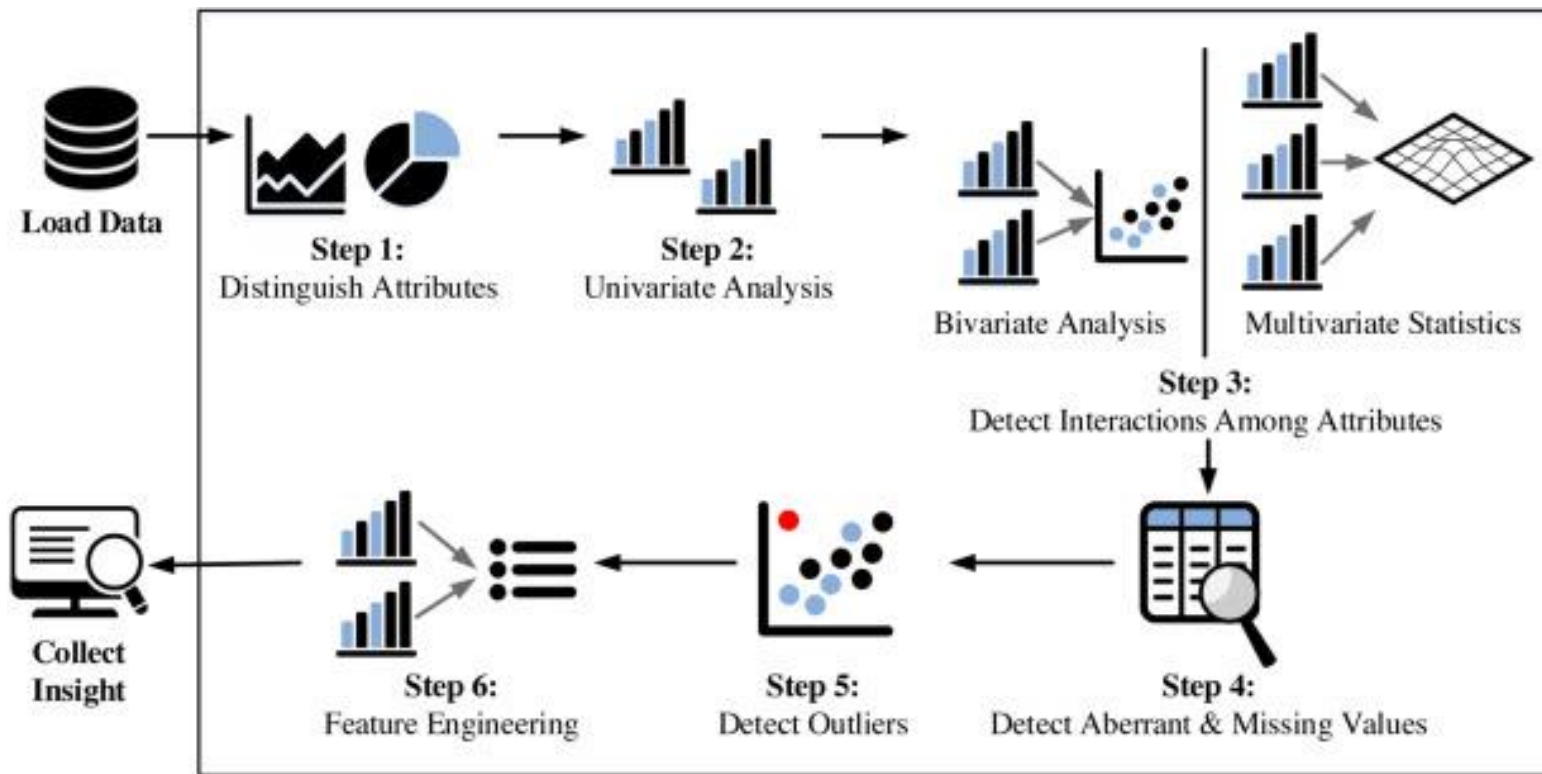 Load Data
Step 1:
Distinguish Attributes
Step 2:
Univariate Analysis
Bivariate Analysis
Multivariate Statistics
Step 3:
Detect Interactions Among Attributes
Step 4:
Detect Aberrant & Missing Values
Step 5:
Detect Outliers
Step 6:
Feature Engineering
Collect
Insight